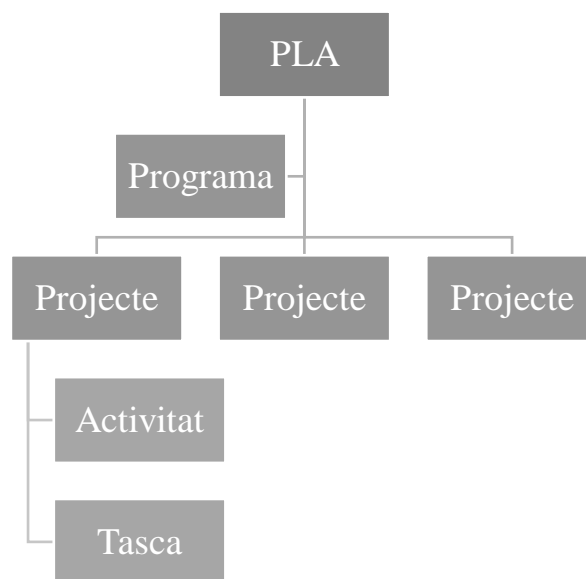 PLA
Programa
Projecte
Projecte
Projecte
Activitat
Tasca